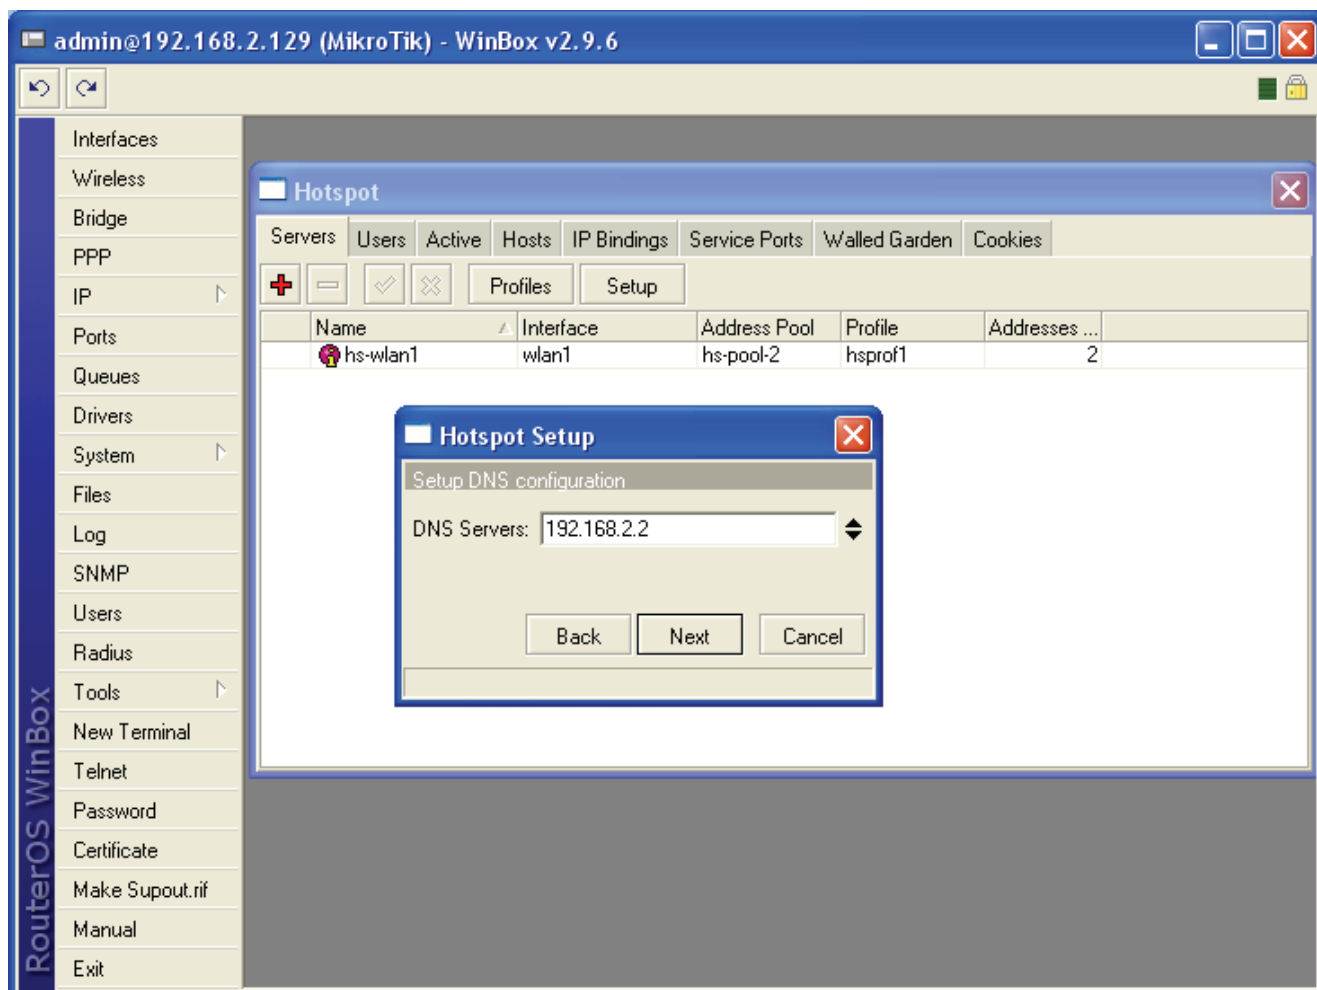 admin@192.168.2.129 (MikroTik) - WinBox v2.9.6
Interfaces
Wireless
Bridge
PPP
IP
Ports
Queues
Drivers
System
Files
Log
SNMP
Users
Radius
Tools
New Terminal
Telnet
Password
Certificate
Make Supout.rif
Manual
Exit
RouterOS WinBox
Hotspot
Servers Users Active Hosts IP Bindings Service Ports Walled Garden Cookies
Profiles Setup
Name Interface Address Pool Profile Addresses ...
hs-wlan1 wlan1 hs-pool-2 hsprof1 2
Hotspot Setup
Setup DNS configuration
DNS Servers: 192.168.2.2
Back Next Cancel